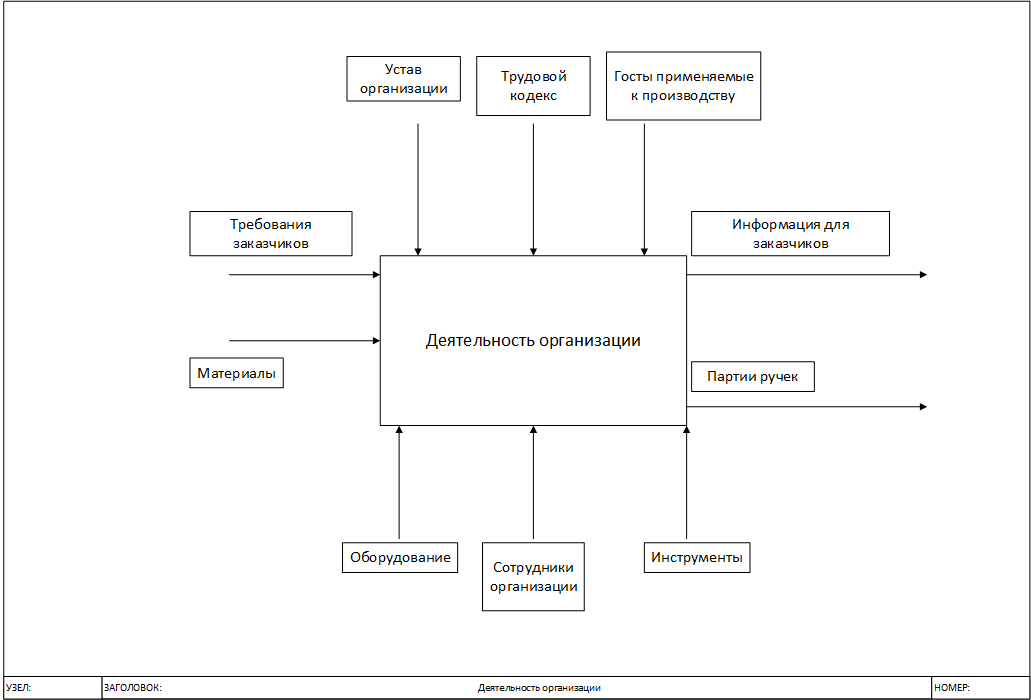 Устав
организации
Трудовой
кодекс
Госты применяемые
к производству
Требования
заказчиков
Информация для
заказчиков
Деятельность организации
Материалы
Партии ручек
Оборудование
Сотрудники
организации
Инструменты
УЗЕЛ:
ЗАГОЛОВОК:
Деятельность организации
НОМЕР: